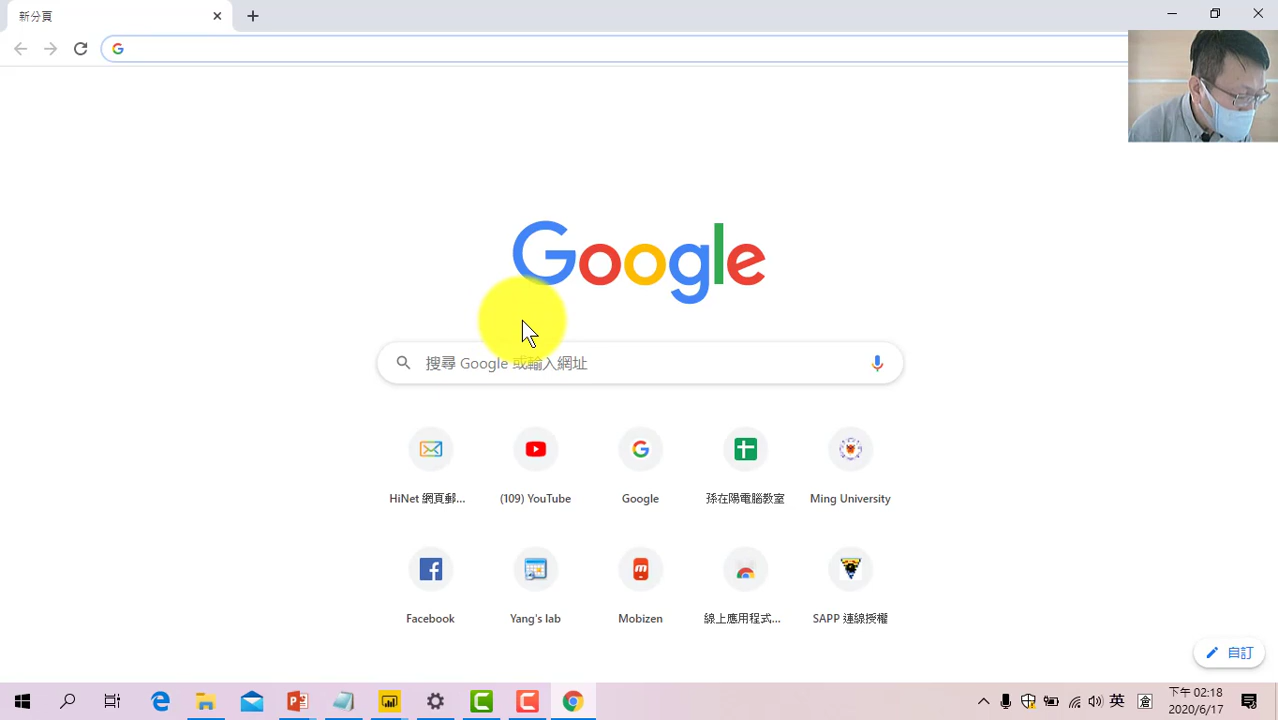 新分頁
Google
搜尋 Google 或輸入網址
HiNet 網頁郵...
(109) YouTube
Google
孫在陽電腦教室
Ming University
Facebook
Yang's lab
Mobizen
線上應用程式...
SAPP 連線授權
自訂
英
倉
下午 02:18
2020/6/17